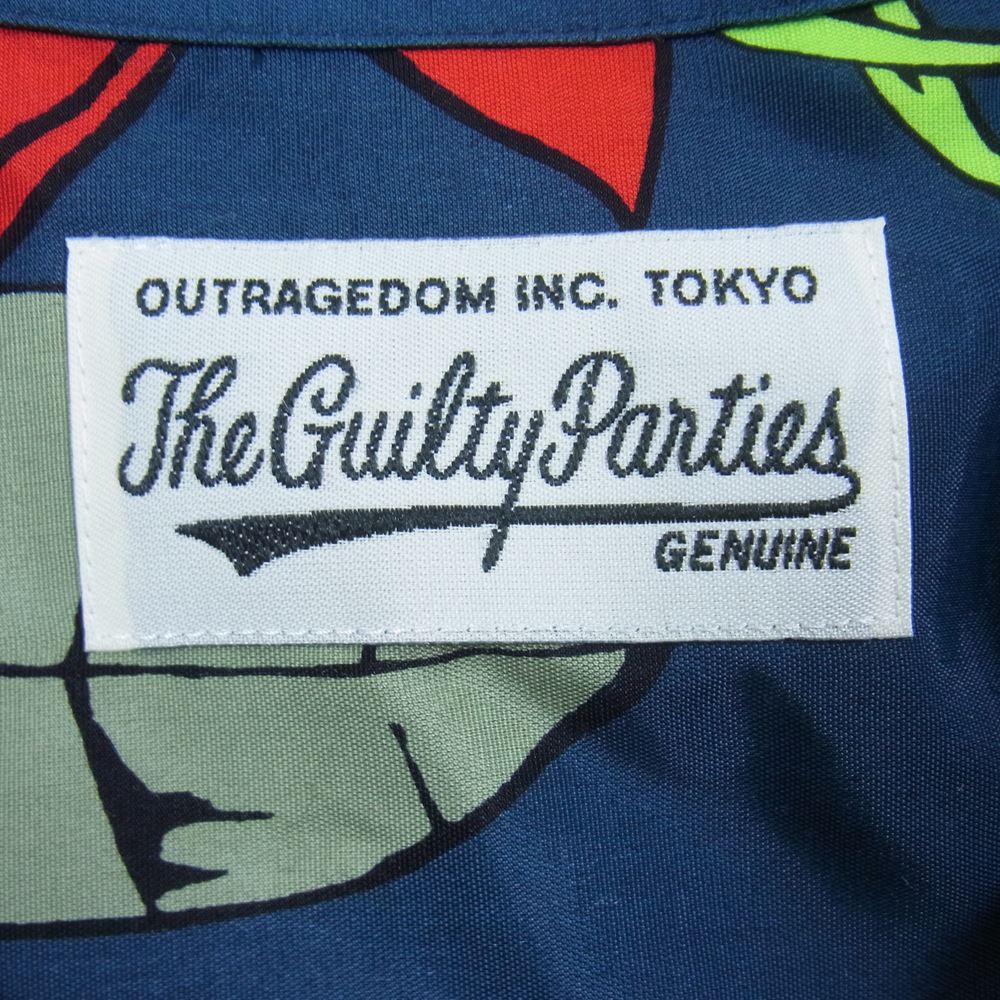 OUTRAGEDOM INC. TOKYO
The Guilty Parties
GENUINE